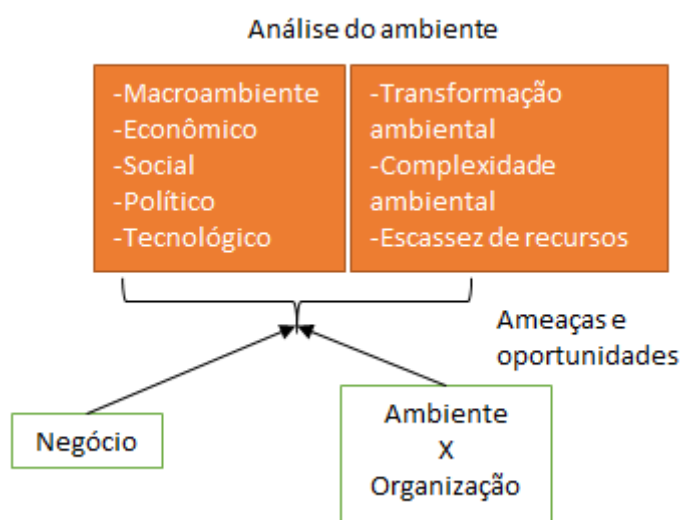 Análise do ambiente
-Macroambiente
-Econômico
-Social
-Político
-Tecnológico
-Transformação
ambiental
-Complexidade
ambiental
-Escassez de recursos
Ameaças e
oportunidades
Negócio
Ambiente
X
Organização